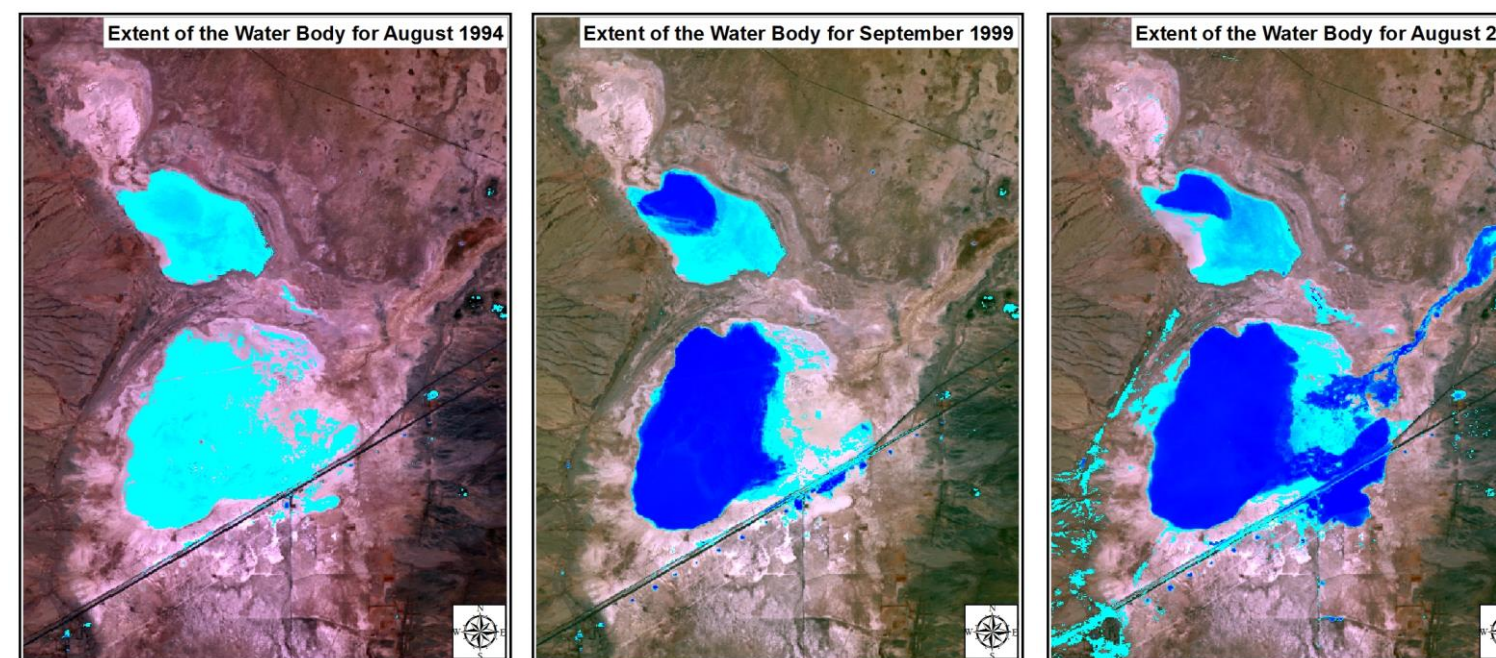 Extent of the Water Body for August 1994
Extent of the Water Body for September 1999
Extent of the Water Body for August 2
N
W
E
S
N
W
E
S
W